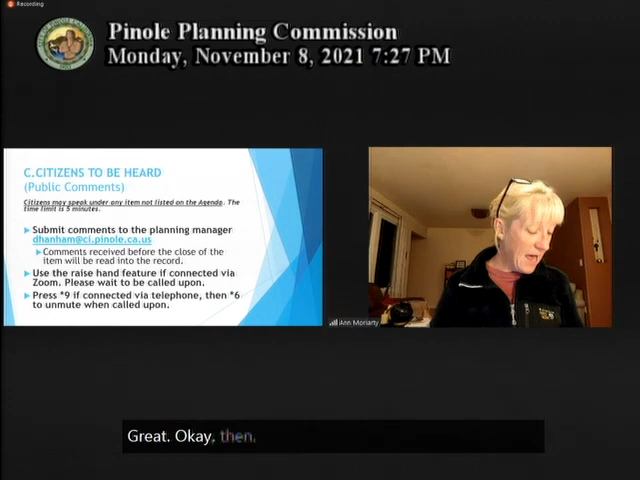 Recording
Pinole Planning Commission
Monday, November 8, 2021 7:27 PM
C.CITIZENS TO BE HEARD
(Public Comments)
Citizens may speak under any item not listed on the Agenda. The
time limit is 5 minutes.
Submit comments to the planning manager
dhanham@ci.pinole.ca.us
Comments received before the close of the
item will be read into the record.
Use the raise hand feature if connected via
Zoom. Please wait to be called upon.
Press *9 if connected via telephone, then *6
to unmute when called upon.
Ann Moriarty
Great. Okay, then.